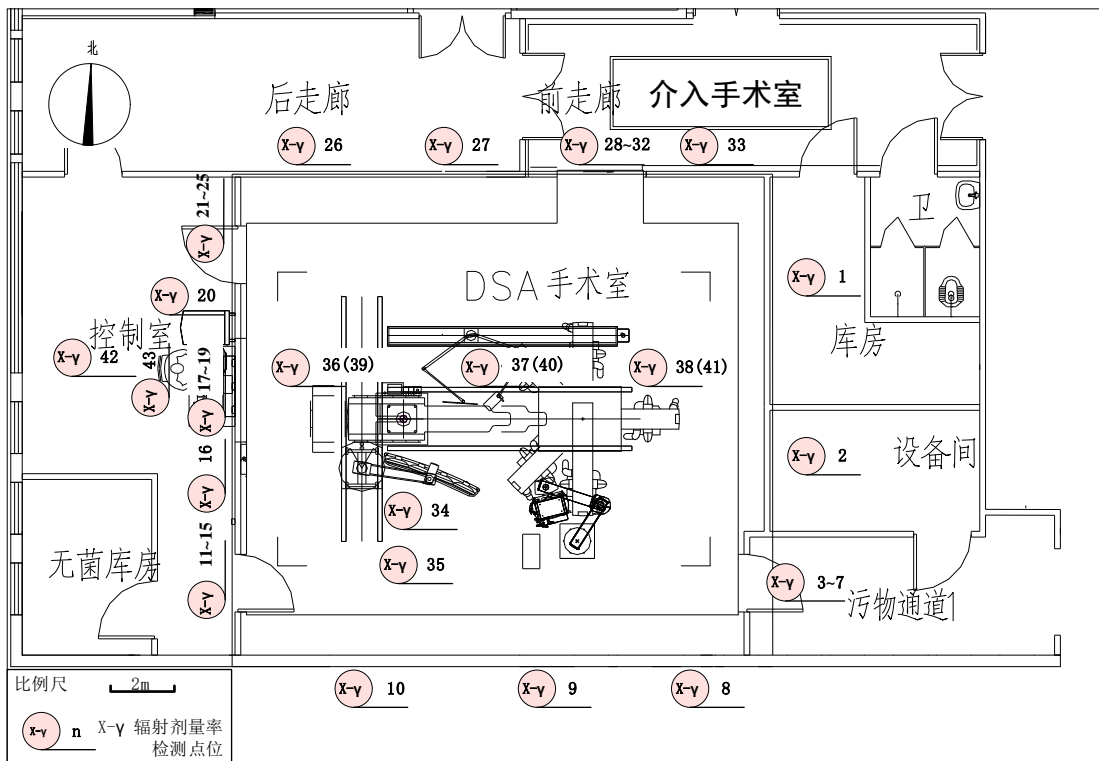 北
后走廊
前走廊
介入手术室
X-γ 26
X-γ 27
X-γ 28~32
X-γ 33
X-γ 21~25
卫
DSA手术室
X-γ 1
X-γ 20
控制室
库房
X-γ 42
X-γ 43
X-γ 17~19
X-γ 36(39)
X-γ 37(40)
X-γ 38(41)
X-γ 16
X-γ 2
设备间
X-γ 34
X-γ 11~15
无菌库房
X-γ 35
X-γ 3~7
污物通道
比例尺 2m
X-γ 10
X-γ 9
X-γ 8
X-γ n X-γ 辐射剂量率
检测点位